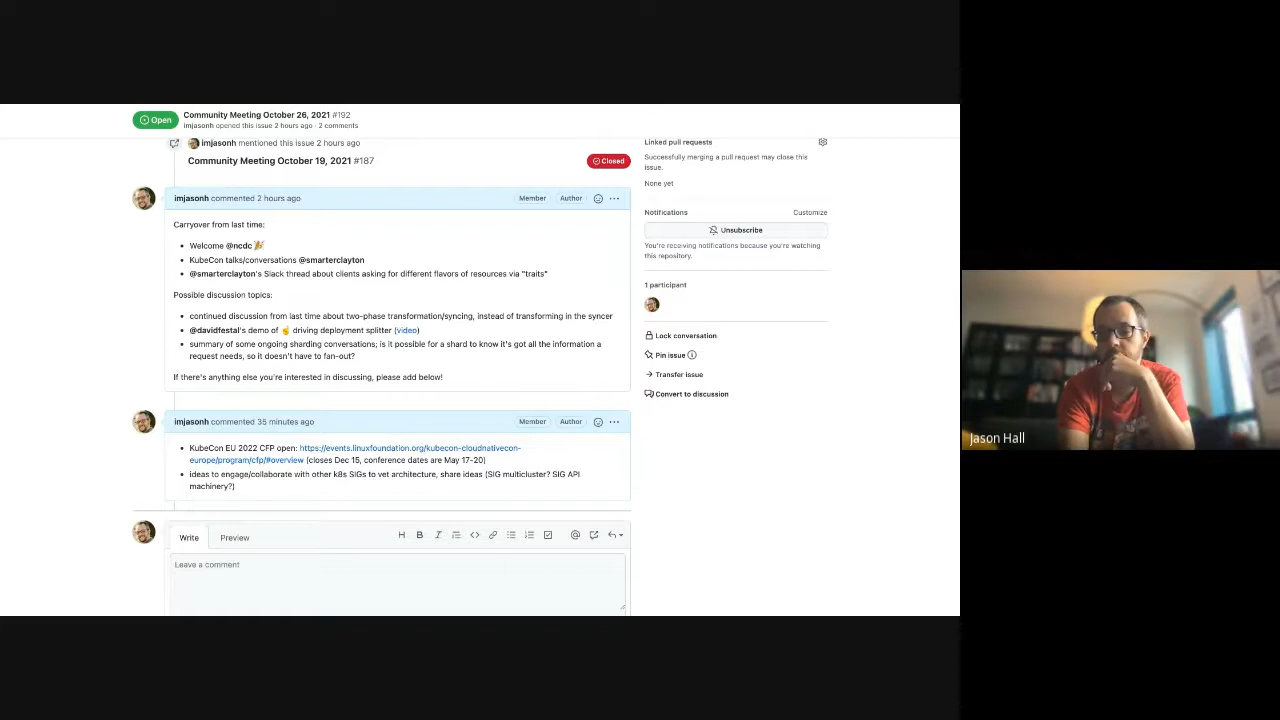 Open
Community Meeting October 26, 2021 #192
imjasonh opened this issue 2 hours ago · 2 comments
imjasonh mentioned this issue 2 hours ago
Community Meeting October 19, 2021 #187
Closed
imjasonh commented 2 hours ago
Member
Author
Carryover from last time:
• Welcome @ncdc 🎉
• KubeCon talks/conversations @smarterclayton
• @smarterclayton's Slack thread about clients asking for different flavors of resources via "traits"
Possible discussion topics:
• continued discussion from last time about two-phase transformation/syncing, instead of transforming in the syncer
• @davidfestal's demo of ☝️ driving deployment splitter (video)
• summary of some ongoing sharding conversations; is it possible for a shard to know it's got all the information a
request needs, so it doesn't have to fan-out?
If there's anything else you're interested in discussing, please add below!
imjasonh commented 35 minutes ago
Member
Author
• KubeCon EU 2022 CFP open: https://events.linuxfoundation.org/kubecon-cloudnativecon-
europe/program/cfp/#overview (closes Dec 15, conference dates are May 17-20)
• ideas to engage/collaborate with other k8s SIGs to vet architecture, share ideas (SIG multicluster? SIG API
machinery?)
Write
Preview
Leave a comment
Linked pull requests
Successfully merging a pull request may close this
issue.
None yet
Notifications
Customize
Unsubscribe
You're receiving notifications because you're watching
this repository.
1 participant
Lock conversation
Pin issue
Transfer issue
Convert to discussion
Jason Hall